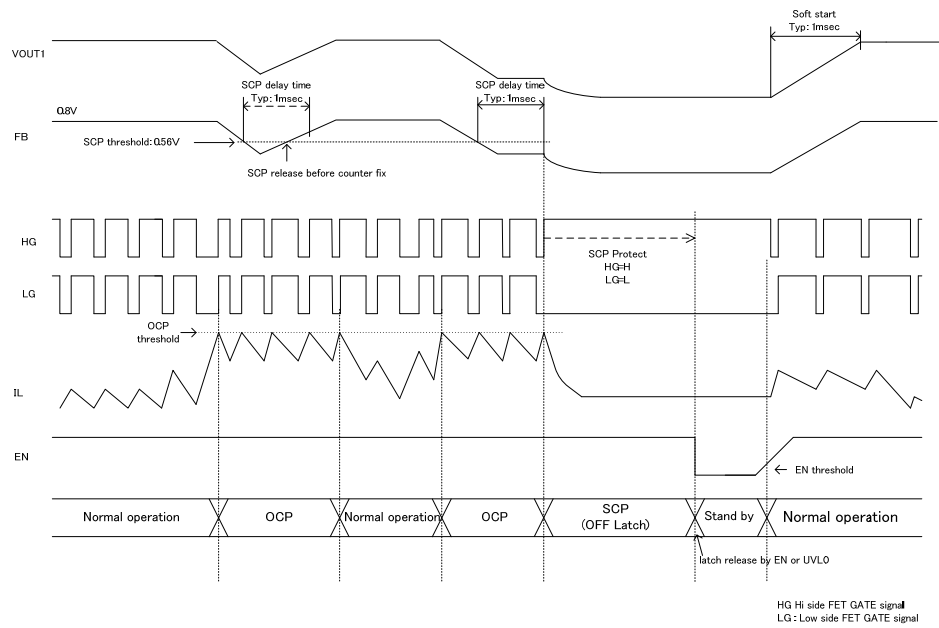 Soft start
Typ: 1msec
VOUT1
SCP delay time
Typ: 1msec
SCP delay time
Typ: 1msec
0.8V
FB
SCP threshold: 0.56V
SCP release before counter fix
HG
SCP Protect
HG=H
LG=L
LG
OCP
threshold
IL
EN
EN threshold
Normal operation
OCP
Normal operation
OCP
SCP
(OFF Latch)
Stand by
Normal operation
latch release by EN or UVLO
HG Hi side FET GATE signal
LG : Low side FET GATE signal